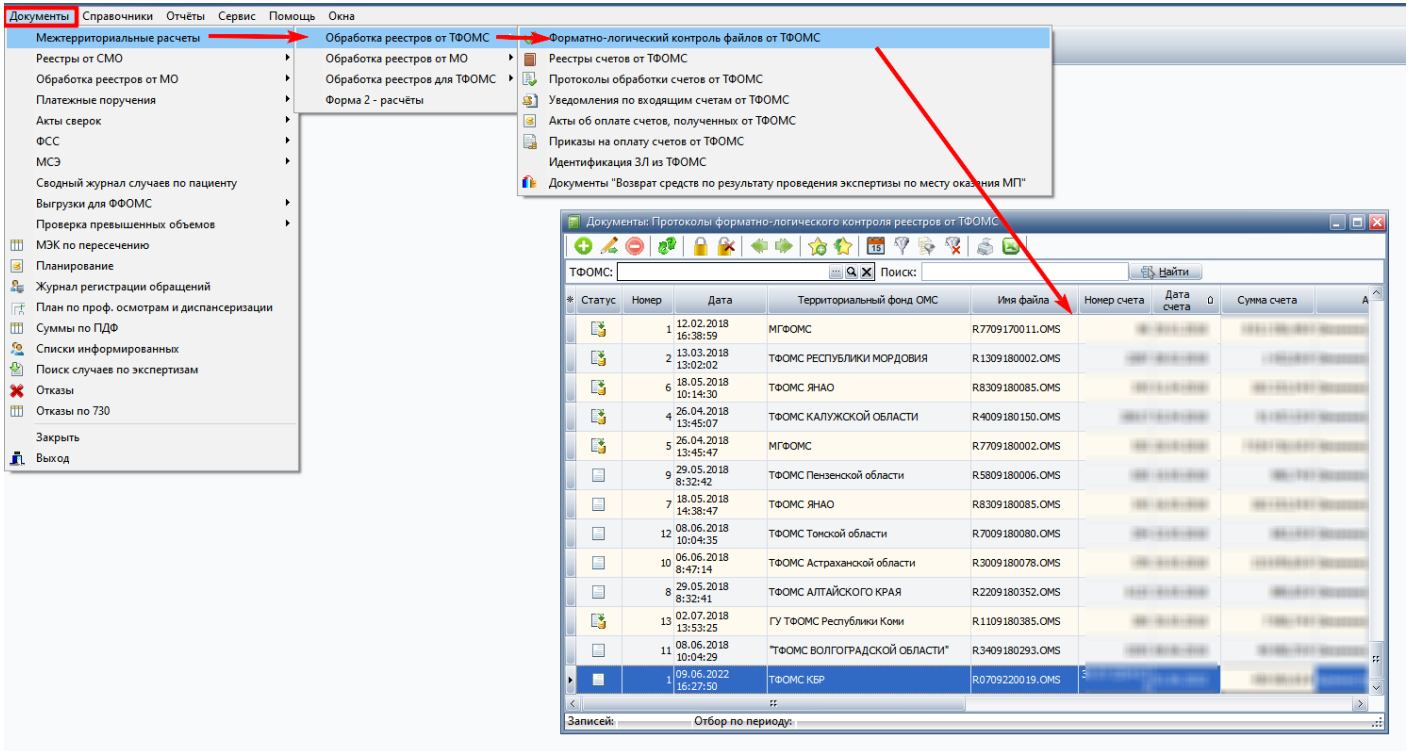 Документы Справочники Отчёты Сервис Помощь Окна
Межтерриториальные расчеты
Реестры от СМО
Обработка реестров от МО
Платежные поручения
Акты сверок
ФСС
МСЭ
Сводный журнал случаев по пациенту
Выгрузки для ФФОМС
Проверка превышенных объемов
МЭК по пересечению
Планирование
Журнал регистрации обращений
План по проф. осмотрам и диспансеризации
Суммы по ПДФ
Списки информированных
Поиск случаев по экспертизам
Отказы
Отказы по 730
Закрыть
Выход
Обработка реестров от ТФОМС
Обработка реестров от МО
Обработка реестров для ТФОМС
Форма 2 - расчёты
Форматно-логический контроль файлов от ТФОМС
Реестры счетов от ТФОМС
Протоколы обработки счетов от ТФОМС
Уведомления по входящим счетам от ТФОМС
Акты об оплате счетов, полученных от ТФОМС
Приказы на оплату счетов от ТФОМС
Идентификация ЗЛ из ТФОМС
Документы "Возврат средств по результату проведения экспертизы по месту оказания МП"
Документы: Протоколы форматно-логического контроля реестров от ТФОМС
15
ТФОМС: Поиск: Найти
Статус Номер Дата Территориальный фонд ОМС Имя файла Номер счета Дата счета Сумма счета А
1 12.02.2018 16:38:59 МГФОМС R7709170011.OMS
2 13.03.2018 13:02:02 ТФОМС РЕСПУБЛИКИ МОРДОВИЯ R1309180002.OMS
6 18.05.2018 10:14:30 ТФОМС ЯНАО R8309180085.OMS
4 26.04.2018 13:45:07 ТФОМС КАЛУЖСКОЙ ОБЛАСТИ R4009180150.OMS
5 26.04.2018 13:45:47 МГФОМС R7709180002.OMS
9 29.05.2018 8:32:42 ТФОМС Пензенской области R5809180006.OMS
7 18.05.2018 14:38:47 ТФОМС ЯНАО R8309180085.OMS
12 08.06.2018 10:04:35 ТФОМС Томской области R7009180080.OMS
10 06.06.2018 8:47:14 ТФОМС Астраханской области R3009180078.OMS
8 29.05.2018 8:32:41 ТФОМС АЛТАЙСКОГО КРАЯ R2209180352.OMS
13 02.07.2018 13:53:25 ГУ ТФОМС Республики Коми R1109180385.OMS
11 08.06.2018 10:04:29 "ТФОМС ВОЛГОГРАДСКОЙ ОБЛАСТИ" R3409180293.OMS
1 09.06.2022 16:27:50 ТФОМС КБР R0709220019.OMS
Записей: Отбор по периоду: